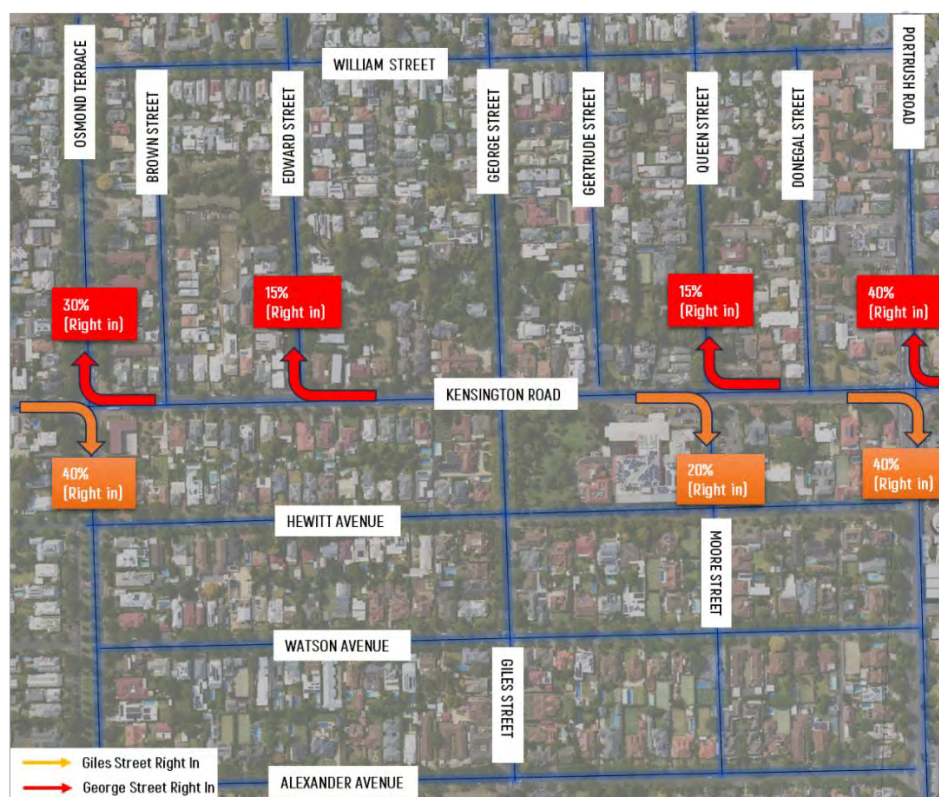 OSMOND TERRACE
BROWN STREET
EDWARD STREET
WILLIAM STREET
GEORGE STREET
GERTRUDE STREET
QUEEN STREET
DONEGAL STREET
PORTRUSH ROAD
30%
(Right in)
15%
(Right in)
15%
(Right in)
40%
(Right in)
KENSINGTON ROAD
40%
(Right in)
20%
(Right in)
40%
(Right in)
HEWITT AVENUE
MOORE STREET
WATSON AVENUE
GILES STREET
Giles Street Right In
George Street Right In
ALEXANDER AVENUE